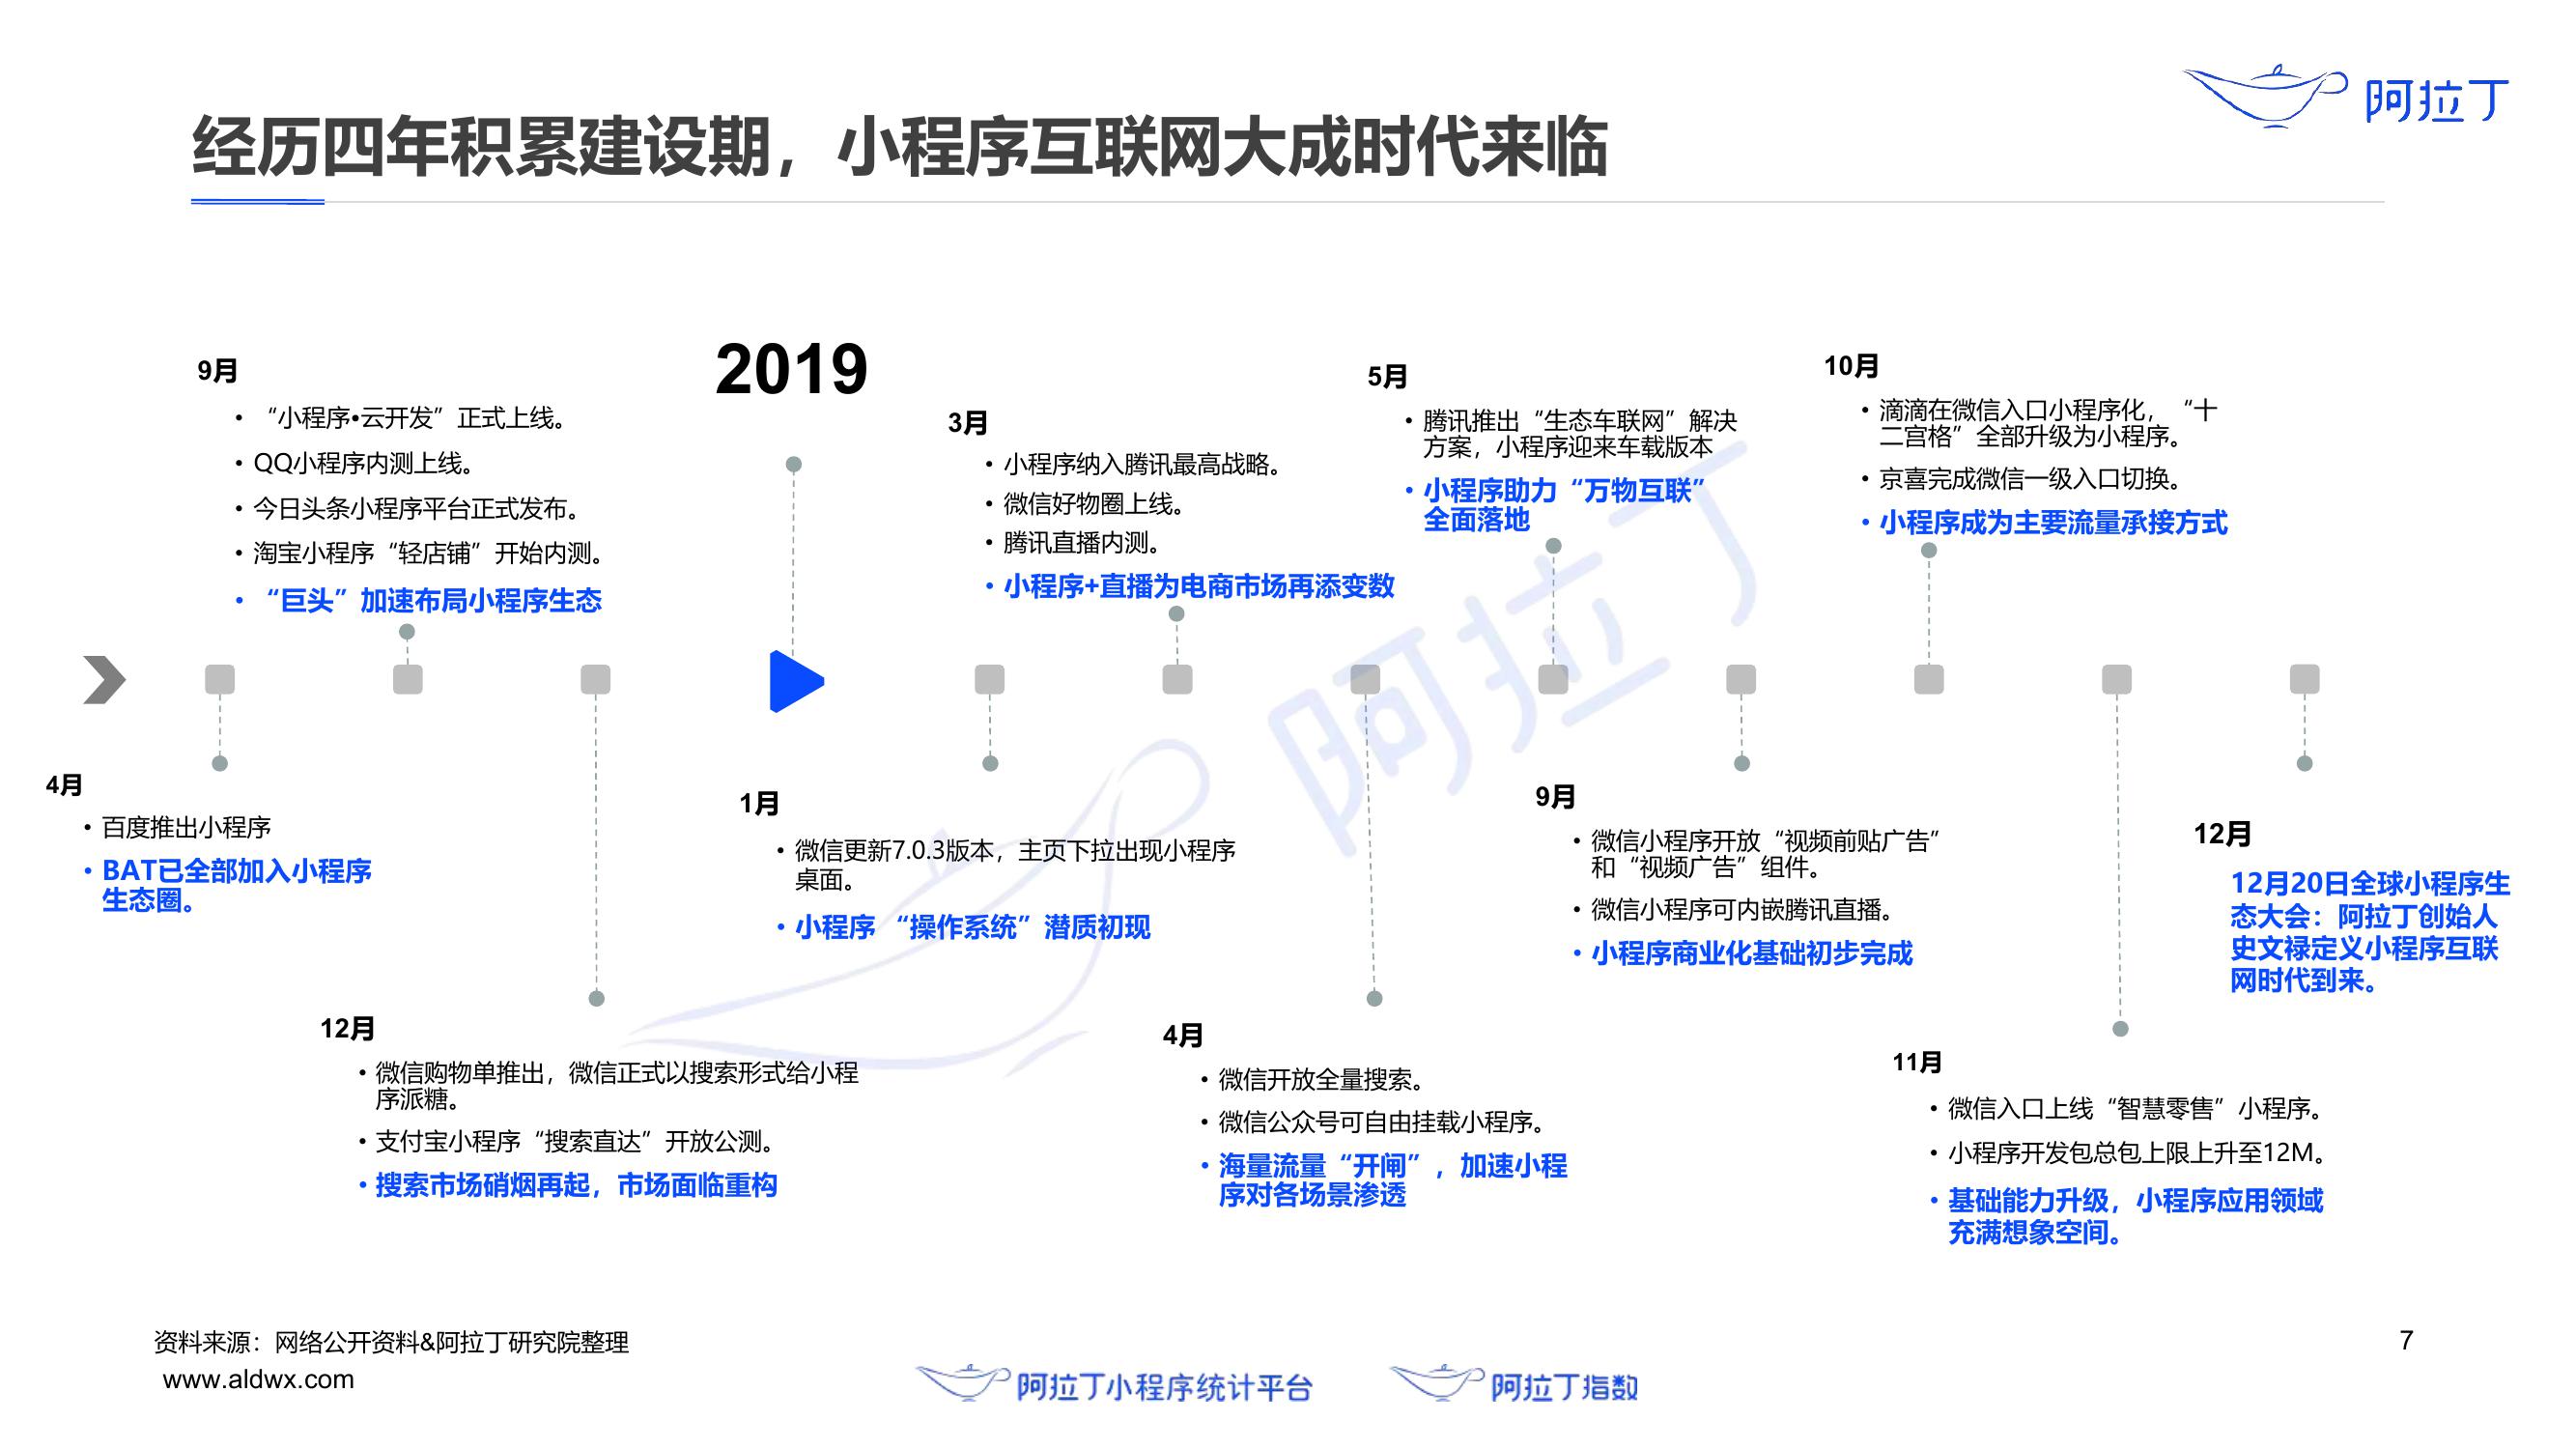 阿拉丁
经历四年积累建设期，小程序互联网大成时代来临
9月
• “小程序•云开发”正式上线。
• QQ小程序内测上线。
• 今日头条小程序平台正式发布。
• 淘宝小程序“轻店铺”开始内测。
• “巨头”加速布局小程序生态
2019
3月
• 小程序纳入腾讯最高战略。
• 微信好物圈上线。
• 腾讯直播内测。
• 小程序+直播为电商市场再添变数
5月
• 腾讯推出“生态车联网”解决
方案，小程序迎来车载版本
• 小程序助力“万物互联”
全面落地
10月
• 滴滴在微信入口小程序化，“十
二宫格”全部升级为小程序。
• 京喜完成微信一级入口切换。
• 小程序成为主要流量承接方式
阿拉丁
4月
• 百度推出小程序
• BAT已全部加入小程序
生态圈。
12月
• 微信购物单推出，微信正式以搜索形式给小程
序派糖。
• 支付宝小程序“搜索直达”开放公测。
• 搜索市场硝烟再起，市场面临重构
1月
• 微信更新7.0.3版本，主页下拉出现小程序
桌面。
• 小程序 “操作系统”潜质初现
4月
• 微信开放全量搜索。
• 微信公众号可自由挂载小程序。
• 海量流量“开闸”，加速小程
序对各场景渗透
9月
• 微信小程序开放“视频前贴广告”
和“视频广告”组件。
• 微信小程序可内嵌腾讯直播。
• 小程序商业化基础初步完成
11月
• 微信入口上线“智慧零售”小程序。
• 小程序开发包总包上限上升至12M。
• 基础能力升级，小程序应用领域
充满想象空间。
12月
12月20日全球小程序生
态大会：阿拉丁创始人
史文禄定义小程序互联
网时代到来。
资料来源：网络公开资料&阿拉丁研究院整理
www.aldwx.com
阿拉丁小程序统计平台
阿拉丁指数
7